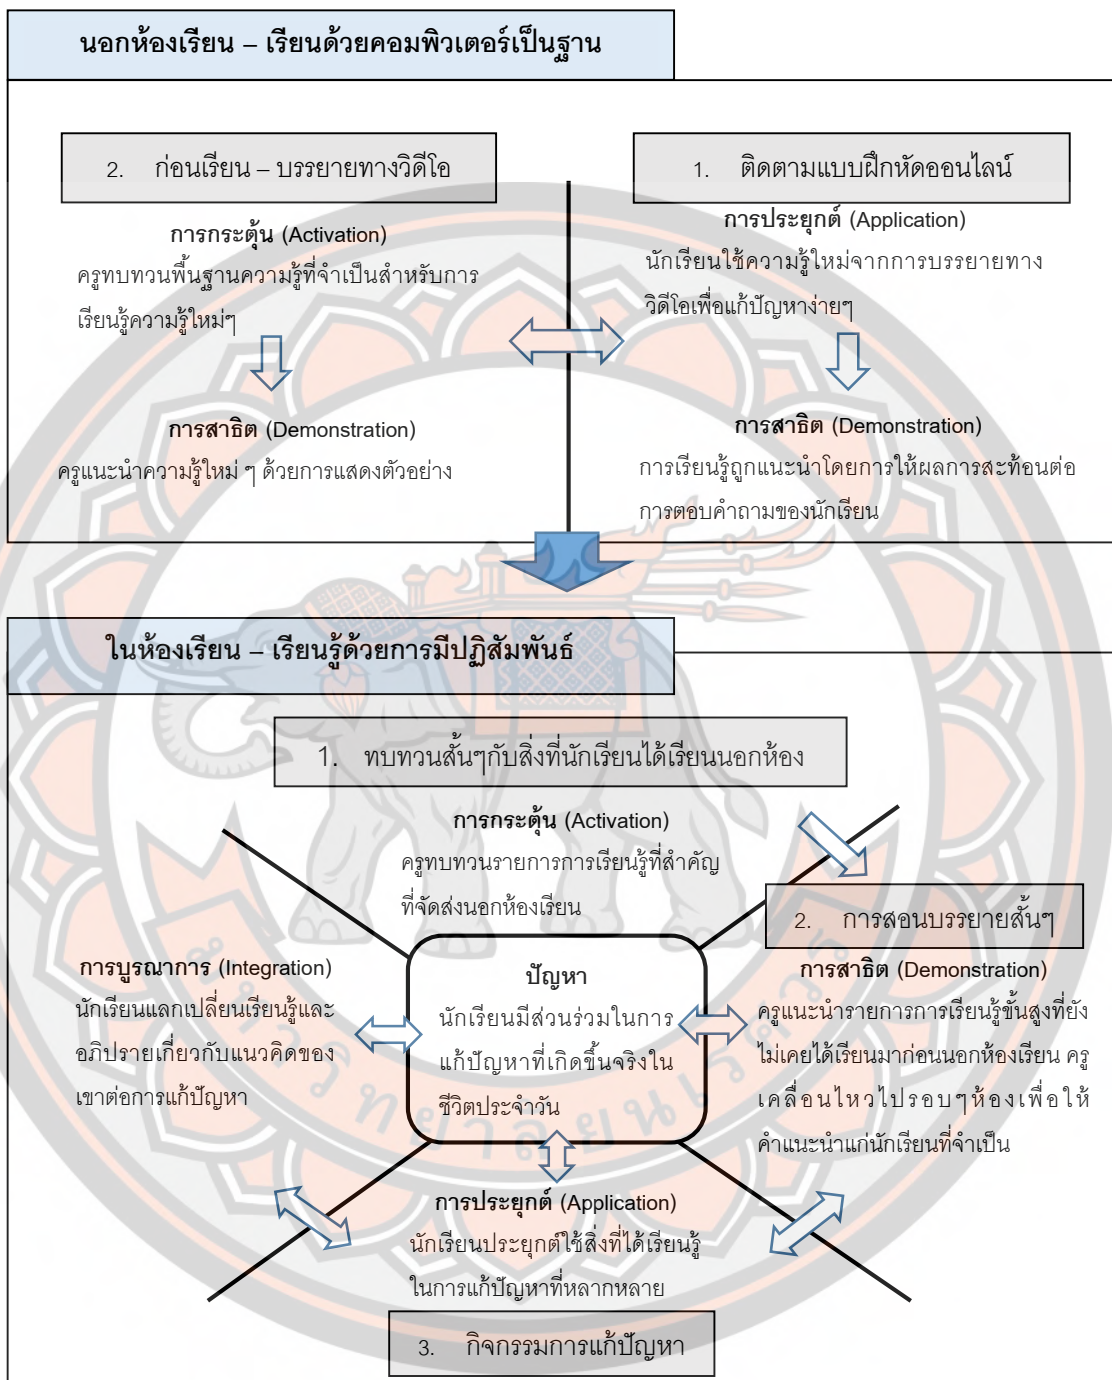 นอกห้องเรียน – เรียนด้วยคอมพิวเตอร์เป็นฐาน
2. ก่อนเรียน – บรรยายทางวิดีโอ
การกระตุ้น (Activation)
ครูทบทวนพื้นฐานความรู้ที่จำเป็นสำหรับการ
เรียนรู้ความรู้ใหม่ๆ
การสาธิต (Demonstration)
ครูแนะนำความรู้ใหม่ ๆ ด้วยการแสดงตัวอย่าง
1. ติดตามแบบฝึกหัดออนไลน์
การประยุกต์ (Application)
นักเรียนใช้ความรู้ใหม่จากการบรรยายทาง
วิดีโอเพื่อแก้ปัญหาง่ายๆ
การสาธิต (Demonstration)
การเรียนรู้ถูกแนะนำโดยการให้ผลการสะท้อนต่อ
การตอบคำถามของนักเรียน
ในห้องเรียน – เรียนรู้ด้วยการมีปฏิสัมพันธ์
1. ทบทวนสั้นๆกับสิ่งที่นักเรียนได้เรียนนอกห้อง
การกระตุ้น (Activation)
ครูทบทวนรายการการเรียนรู้ที่สำคัญ
ที่จัดส่งนอกห้องเรียน
2. การสอนบรรยายสั้นๆ
การสาธิต (Demonstration)
ครูแนะนำรายการการเรียนรู้ขั้นสูงที่ยัง
ไม่เคยได้เรียนมาก่อนนอกห้องเรียน ครู
เคลื่อนไหวไปรอบๆห้องเพื่อให้
คำแนะนำแก่นักเรียนที่จำเป็น
การบูรณาการ (Integration)
นักเรียนแลกเปลี่ยนเรียนรู้และ
อภิปรายเกี่ยวกับแนวคิดของ
เขาต่อการแก้ปัญหา
ปัญหา
นักเรียนมีส่วนร่วมในการ
แก้ปัญหาที่เกิดขึ้นจริงใน
ชีวิตประจำวัน
การประยุกต์ (Application)
นักเรียนประยุกต์ใช้สิ่งที่ได้เรียนรู้
ในการแก้ปัญหาที่หลากหลาย
3. กิจกรรมการแก้ปัญหา